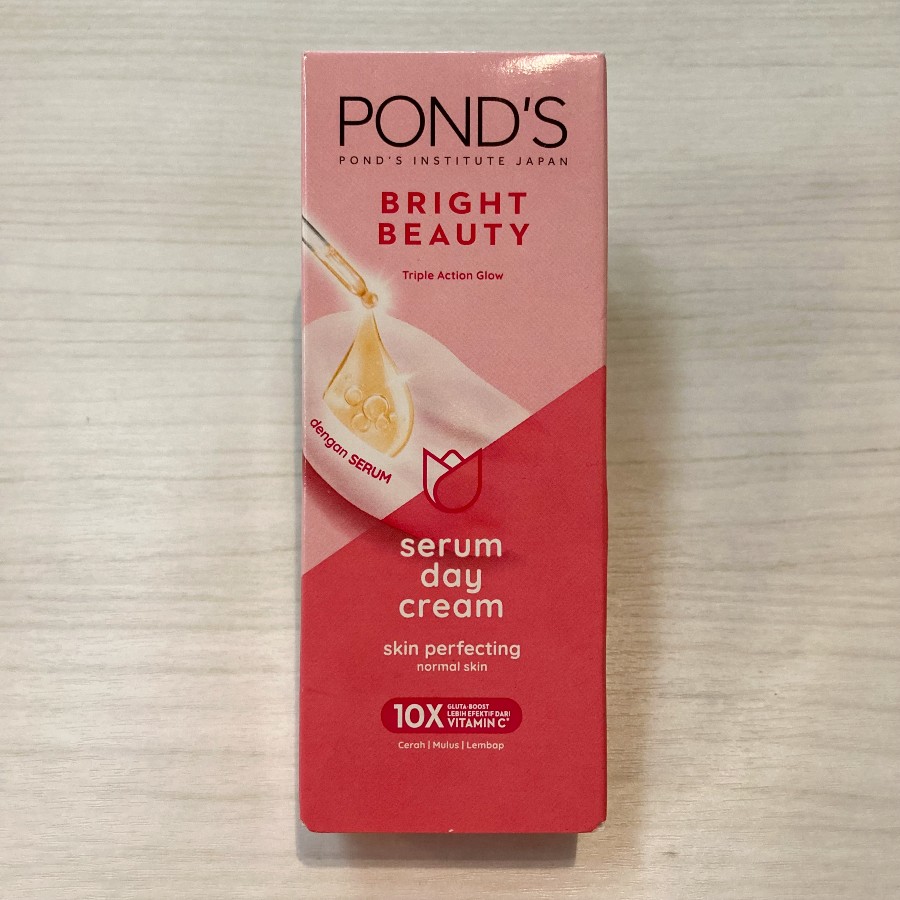 POND'S
POND'S INSTITUTE JAPAN
BRIGHT
BEAUTY
Triple Action Glow
dengan SERUM
serum
day
cream
skin perfecting
normal skin
10X
GLUTA-BOOST
LEBIH EFEKTIF DARI
VITAMIN C*
Cerah | Mulus | Lembap